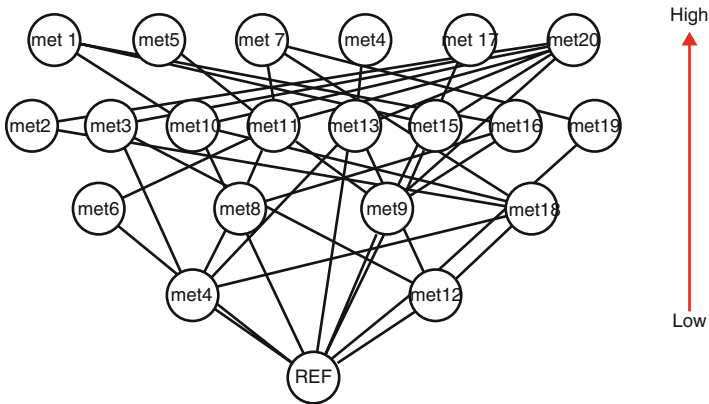 High
met 1 met5 met 7 met4 met 17 met20
met2 met3 met10 met11 met13 met15 met16 met19
met6 met8 met9 met18
met4 met12
Low
REF